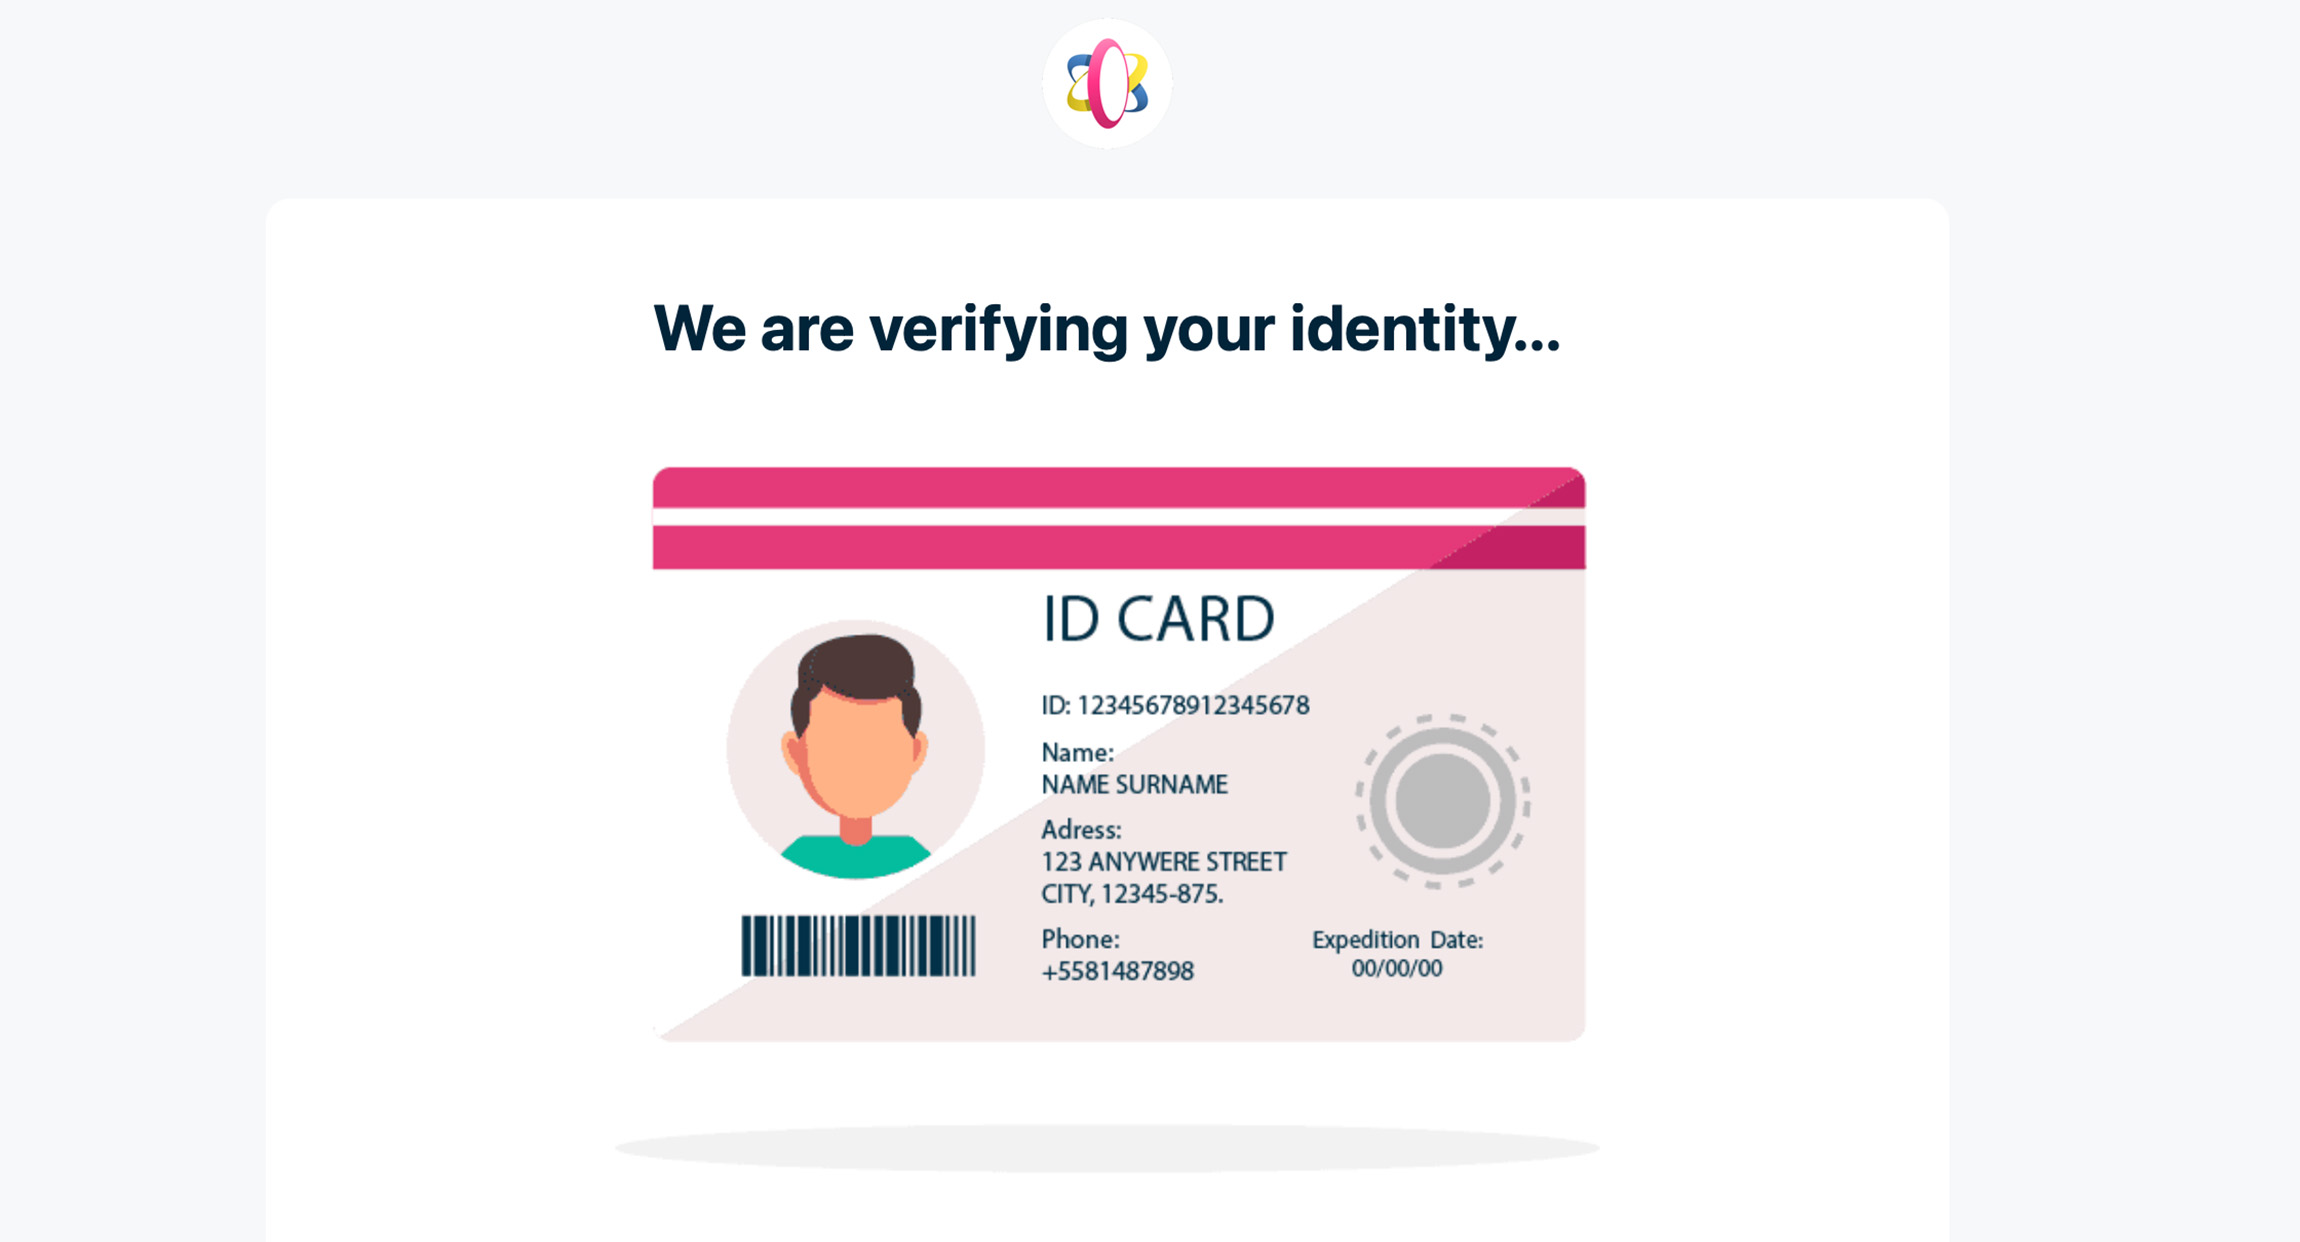 We are verifying your identity...
ID CARD
ID: 12345678912345678
Name:
NAME SURNAME
Adress:
123 ANYWERE STREET
CITY, 12345-875.
Phone:
+5581487898
Expedition Date:
00/00/00